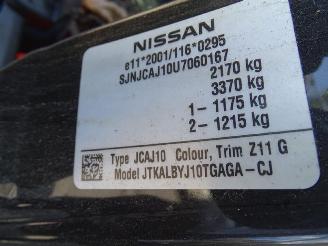 NISSAN
e11*2001/116*0295
SJNJCAJ10U7060167
2170 kg
3370 kg
1- 1175 kg
2- 1215 kg
Type JCAJ10 Colour, Trim Z11 G
Model JTKALBYJ10TGAGA-CJ